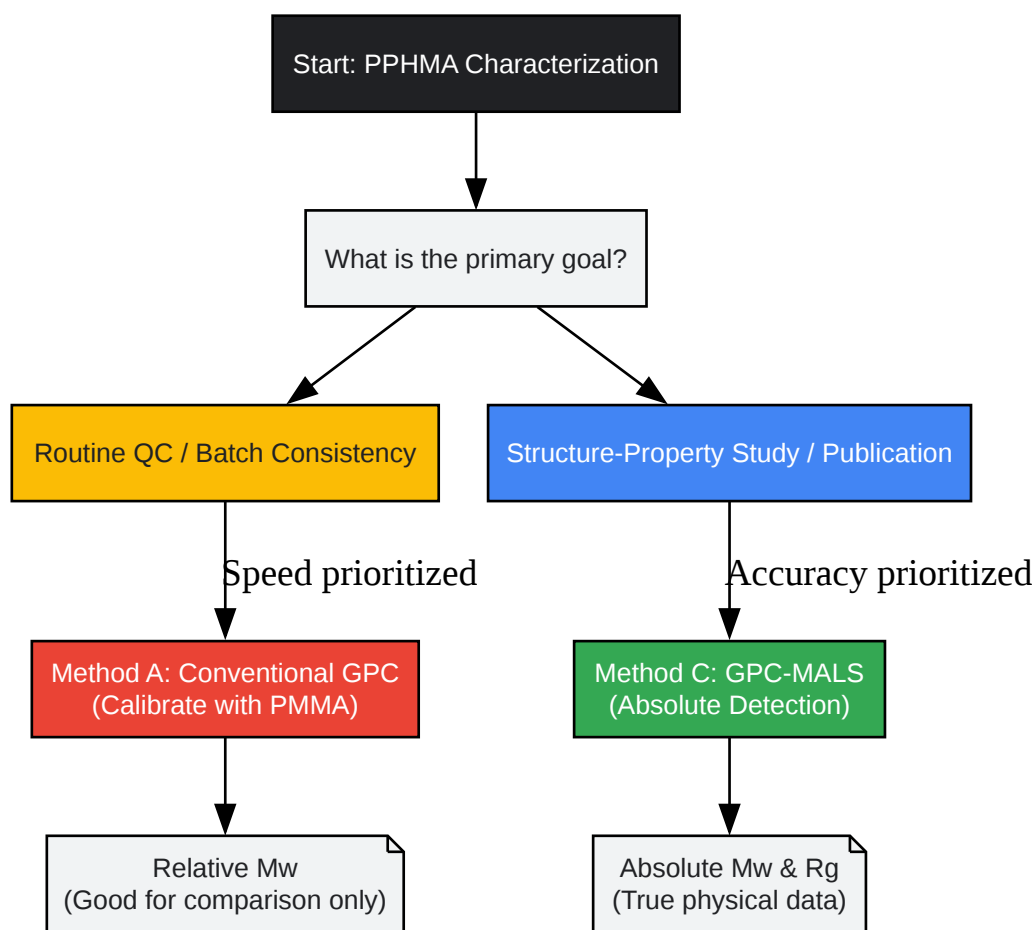 Start: PPHMA Characterization
What is the primary goal?
Routine QC / Batch Consistency
Structure-Property Study / Publication
Speed prioritized
Accuracy prioritized
Method A: Conventional GPC
(Calibrate with PMMA)
Method C: GPC-MALS
(Absolute Detection)
Relative Mw
(Good for comparison only)
Absolute Mw & Rg
(True physical data)